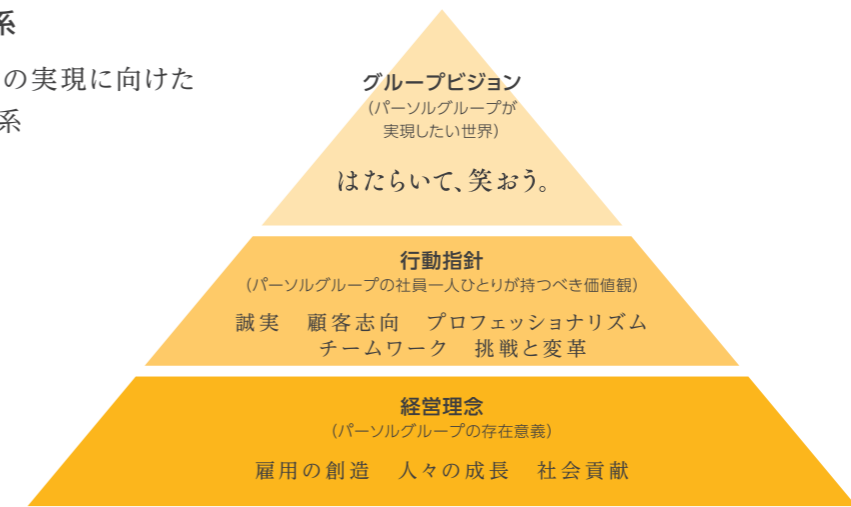 系
の実現に向けた
系
グループビジョン
(パーソルグループが
実現したい世界)
はたらいて、笑おう。
行動指針
(パーソルグループの社員一人ひとりが持つべき価値観)
誠実 顧客志向 プロフェッショナリズム
チームワーク 挑戦と変革
経営理念
(パーソルグループの存在意義)
雇用の創造 人々の成長 社会貢献